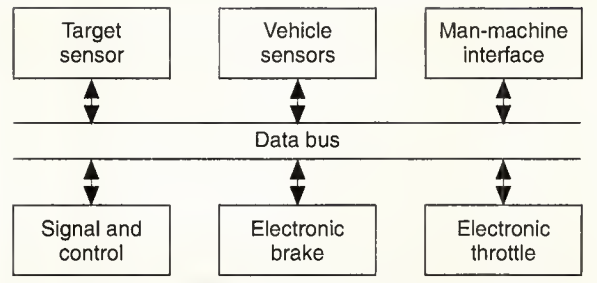 Target
sensor
Vehicle
sensors
Man-machine
interface
Data bus
Signal and
control
Electronic
brake
Electronic
throttle